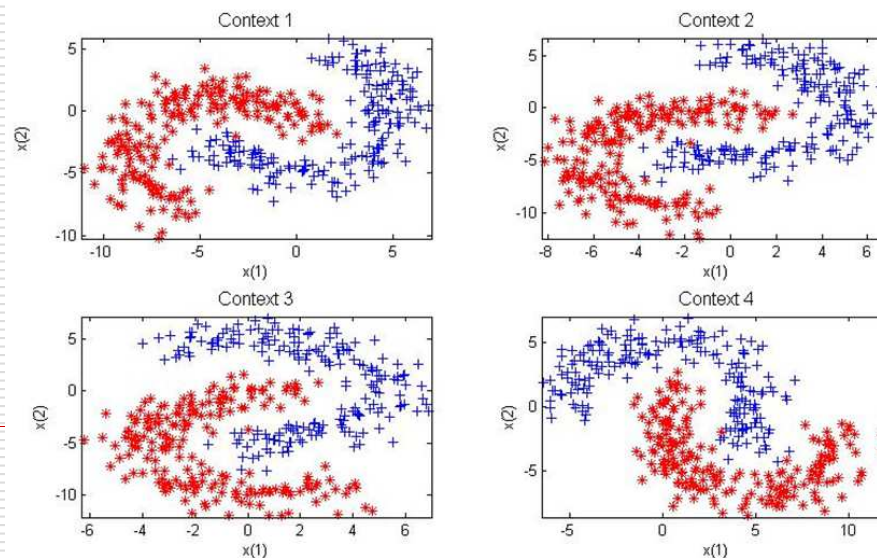 Context 1
5
0
-5
-10
x(2)
-10 -5 0 5
x(1)
Context 2
5
0
-5
-10
x(2)
-8 -6 -4 -2 0 2 4 6
x(1)
Context 3
5
0
-5
-10
x(2)
-6 -4 -2 0 2 4 6
x(1)
Context 4
5
0
-5
x(2)
-5 0 5 10
x(1)